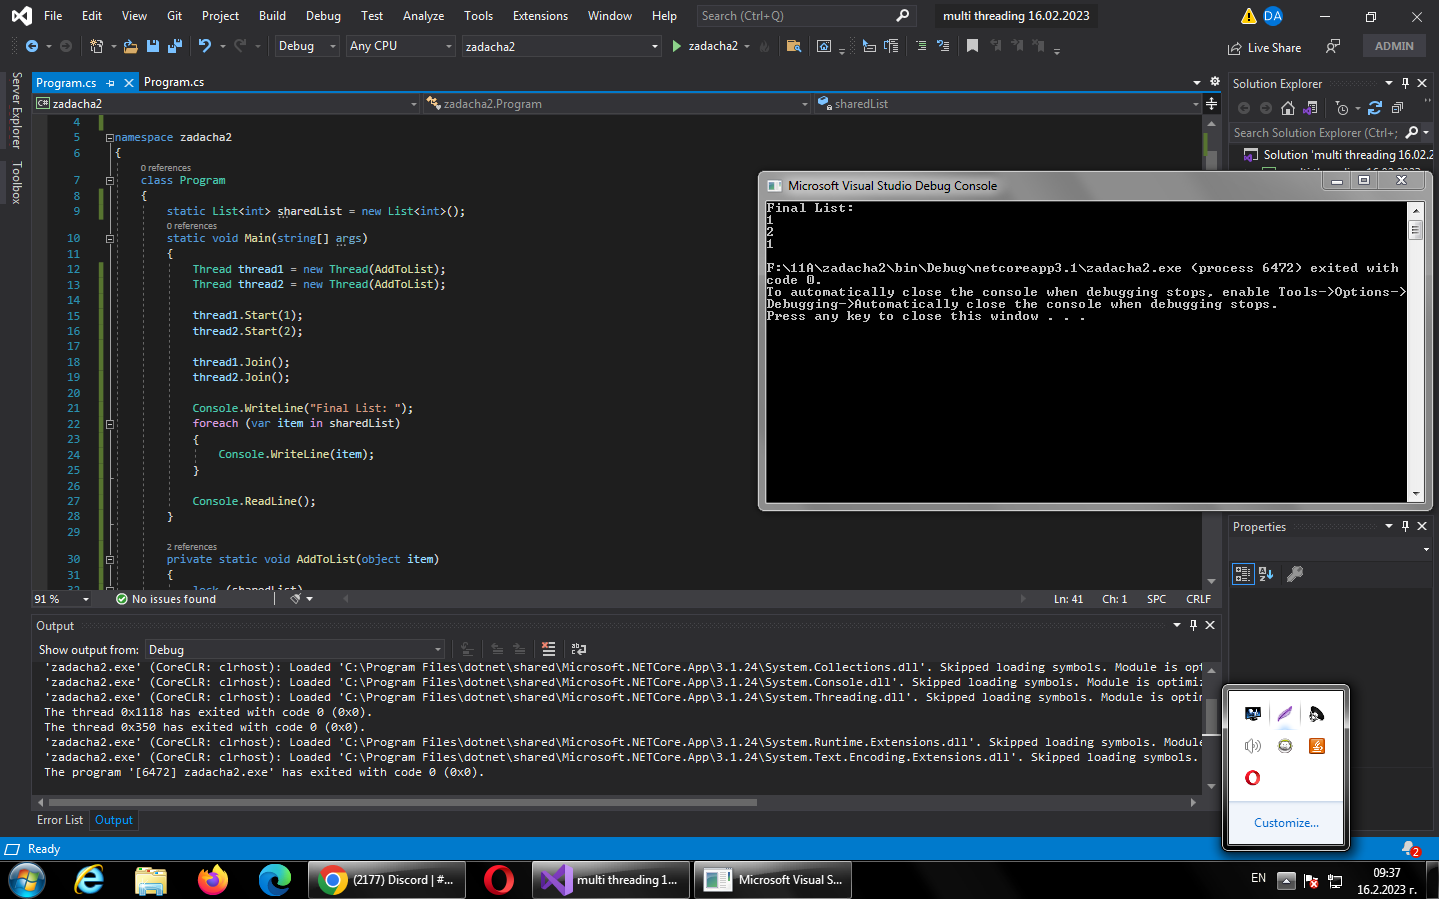 File Edit View Git Project Build Debug Test Analyze Tools Extensions Window Help Search (Ctrl+Q) multi threading 16.02.2023 DA
Debug Any CPU zadacha2 zadacha2 Live Share ADMIN
Server Explorer
Toolbox
Program.cs Program.cs
C# zadacha2 zadacha2.Program sharedList
4
5 namespace zadacha2
6 {
0 references
7 class Program
8 {
9 static List<int> sharedList = new List<int>();
0 references
10 static void Main(string[] args)
11 {
12 Thread thread1 = new Thread(AddToList);
13 Thread thread2 = new Thread(AddToList);
14
15 thread1.Start(1);
16 thread2.Start(2);
17
18 thread1.Join();
19 thread2.Join();
20
21 Console.WriteLine("Final List: ");
22 foreach (var item in sharedList)
23 {
24 Console.WriteLine(item);
25 }
26
27 Console.ReadLine();
28 }
29
2 references
30 private static void AddToList(object item)
31 {
32 lock (sharedList)
91 % No issues found Ln: 41 Ch: 1 SPC CRLF
Microsoft Visual Studio Debug Console
Final List:
1
2
1
F:\11A\zadacha2\bin\Debug\netcoreapp3.1\zadacha2.exe (process 6472) exited with
code 0.
To automatically close the console when debugging stops, enable Tools->Options->
Debugging->Automatically close the console when debugging stops.
Press any key to close this window . . .
Solution Explorer
Search Solution Explorer (Ctrl+;
Solution 'multi threading 16.02.2
Properties
Output
Show output from: Debug
'zadacha2.exe' (CoreCLR: clrhost): Loaded 'C:\Program Files\dotnet\shared\Microsoft.NETCore.App\3.1.24\System.Collections.dll'. Skipped loading symbols. Module is opt
'zadacha2.exe' (CoreCLR: clrhost): Loaded 'C:\Program Files\dotnet\shared\Microsoft.NETCore.App\3.1.24\System.Console.dll'. Skipped loading symbols. Module is optimiz
'zadacha2.exe' (CoreCLR: clrhost): Loaded 'C:\Program Files\dotnet\shared\Microsoft.NETCore.App\3.1.24\System.Threading.dll'. Skipped loading symbols. Module is optim
The thread 0x1118 has exited with code 0 (0x0).
The thread 0x350 has exited with code 0 (0x0).
'zadacha2.exe' (CoreCLR: clrhost): Loaded 'C:\Program Files\dotnet\shared\Microsoft.NETCore.App\3.1.24\System.Runtime.Extensions.dll'. Skipped loading symbols. Module
'zadacha2.exe' (CoreCLR: clrhost): Loaded 'C:\Program Files\dotnet\shared\Microsoft.NETCore.App\3.1.24\System.Text.Encoding.Extensions.dll'. Skipped loading symbols.
The program '[6472] zadacha2.exe' has exited with code 0 (0x0).
Error List Output
Customize...
Ready 2
(2177) Discord | #... multi threading 1... Microsoft Visual S... EN 09:37
16.2.2023 г.